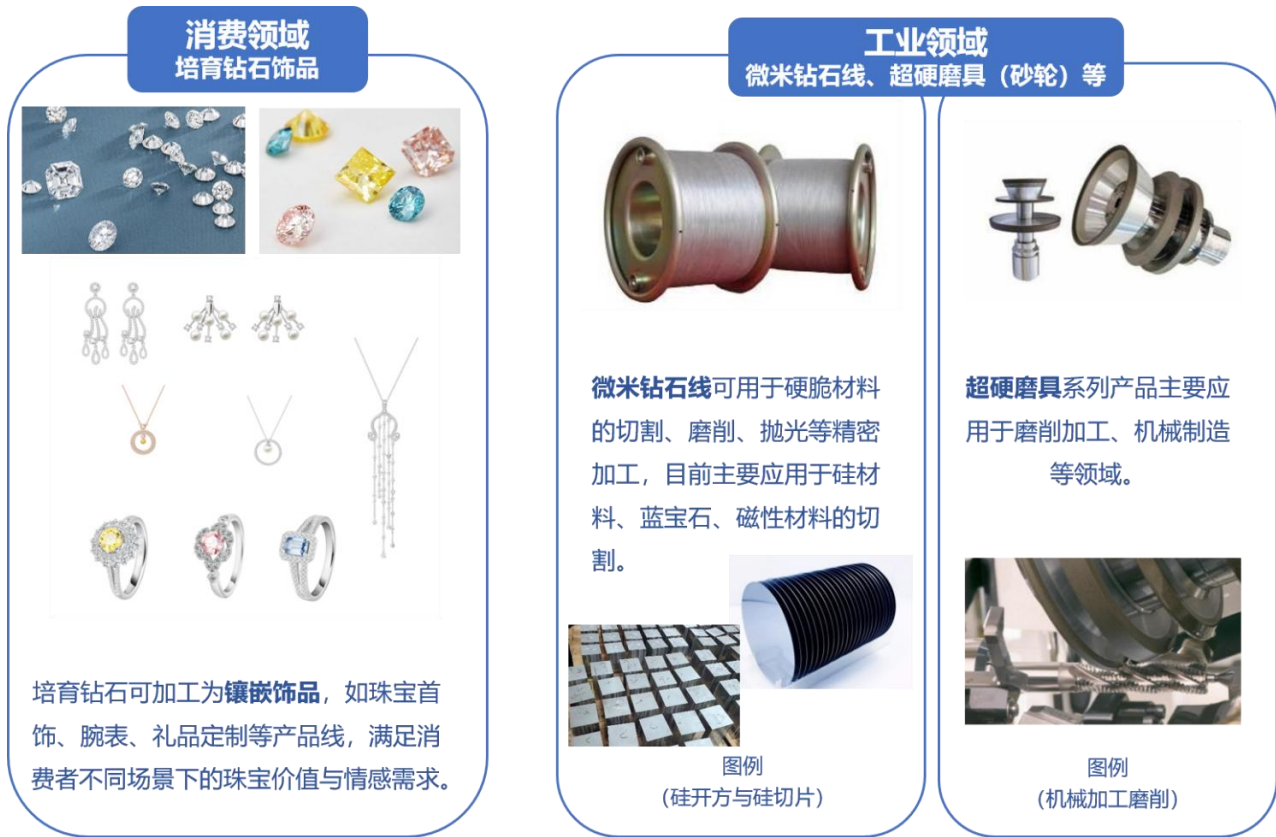 消费领域
培育钻石饰品
培育钻石可加工为镶嵌饰品，如珠宝首
饰、腕表、礼品定制等产品线，满足消
费者不同场景下的珠宝价值与情感需求。
工业领域
微米钻石线、超硬磨具（砂轮）等
微米钻石线可用于硬脆材料
的切割、磨削、抛光等精密
加工，目前主要应用于硅材
料、蓝宝石、磁性材料的切
割。
图例
（硅开方与硅切片）
超硬磨具系列产品主要应
用于磨削加工、机械制造
等领域。
图例
（机械加工磨削）